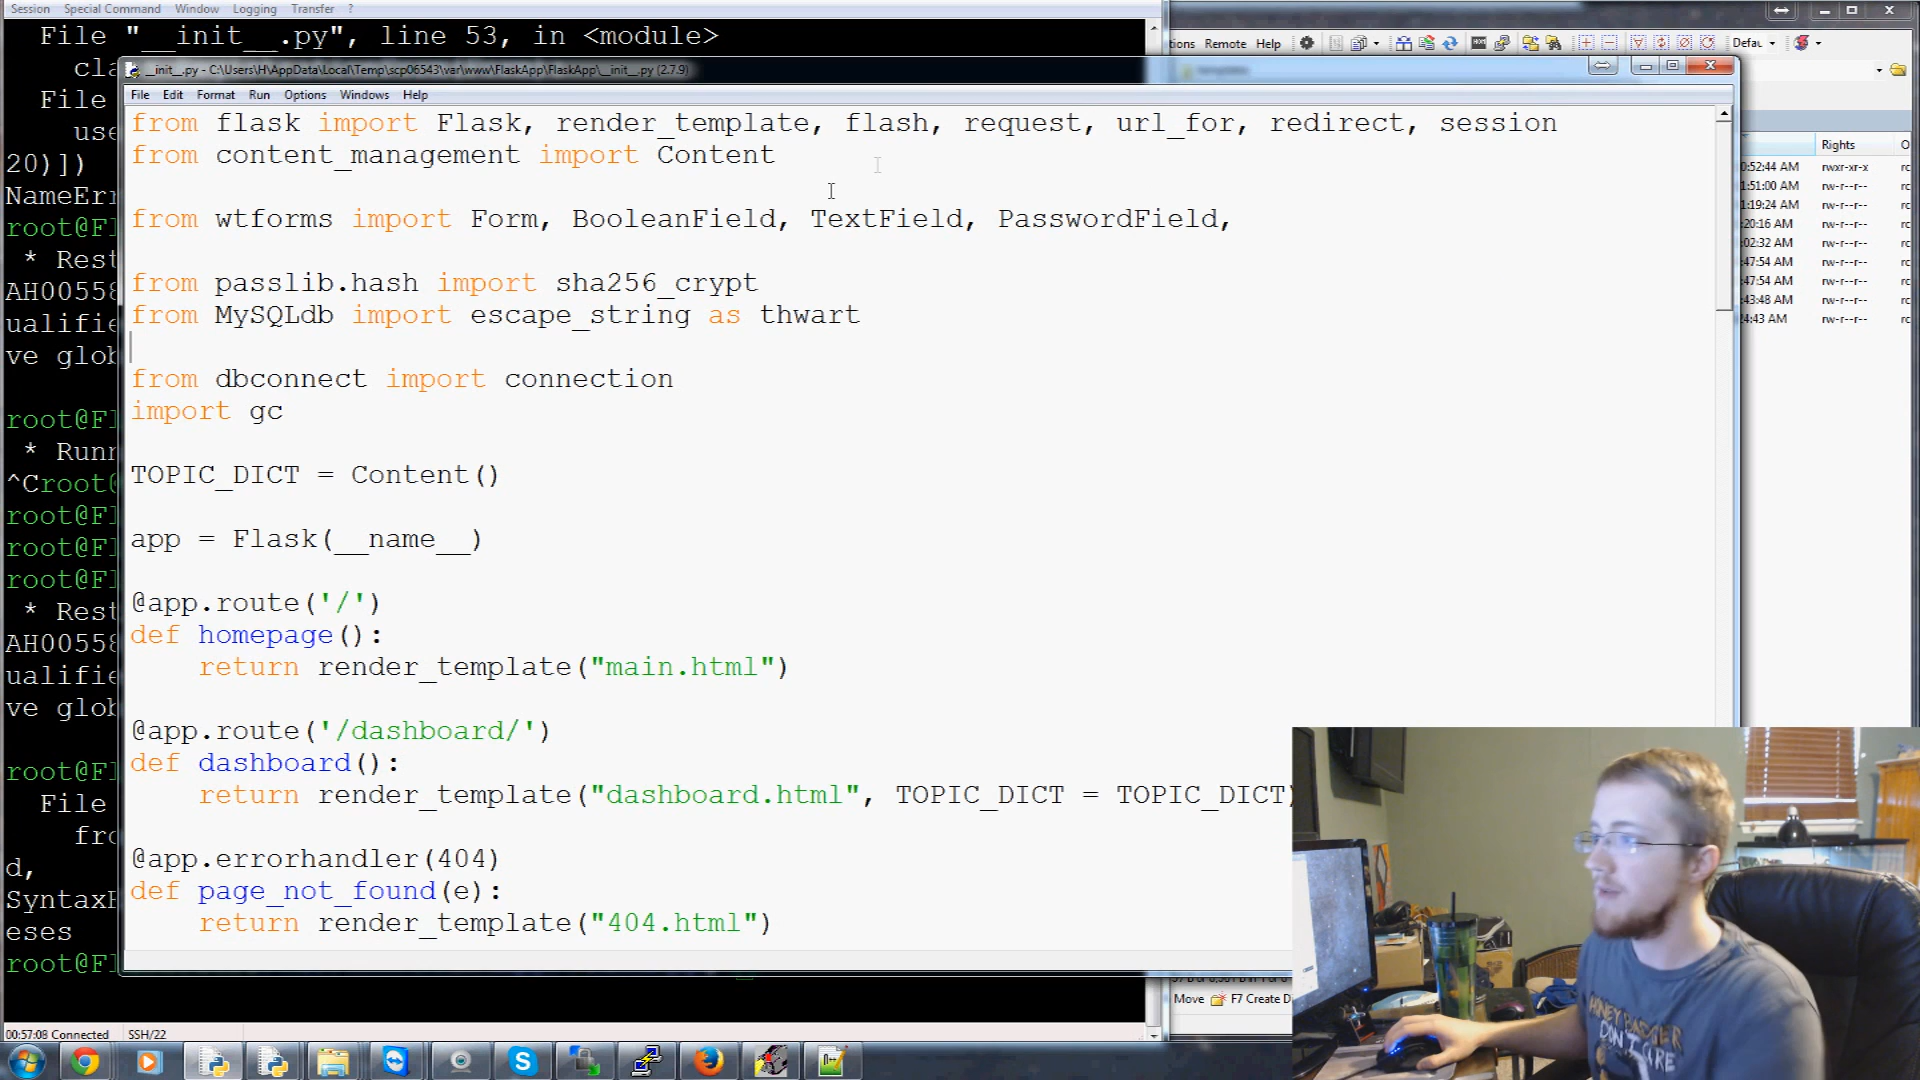 Session Special Command Window Logging Transfer ?
File "__init__.py", line 53, in <module>
cla
File
use
20)])
NameErr
root@Fl
* Rest
AH00558
ualifie
ve glob
root@Fl
* Runn
^Croot@
root@Fl
root@Fl
root@Fl
* Rest
AH00558
ualifie
ve glob
root@Fl
File
fro
d,
SyntaxE
eses
root@Fl
00:57:08 Connected SSH/22
__init__.py - C:\Users\H\AppData\Local\Temp\scp06543\var\www\FlaskApp\FlaskApp\__init__.py (2.7.9)
File Edit Format Run Options Windows Help
from flask import Flask, render_template, flash, request, url_for, redirect, session
from content_management import Content
from wtforms import Form, BooleanField, TextField, PasswordField,
from passlib.hash import sha256_crypt
from MySQLdb import escape_string as thwart
from dbconnect import connection
import gc
TOPIC_DICT = Content()
app = Flask(__name__)
@app.route('/')
def homepage():
return render_template("main.html")
@app.route('/dashboard/')
def dashboard():
return render_template("dashboard.html", TOPIC_DICT = TOPIC_DICT)
@app.errorhandler(404)
def page_not_found(e):
return render_template("404.html")
tions Remote Help Defau
Rights
0:52:44 AM rwxr-xr-x
1:51:00 AM rw-r--r--
1:19:24 AM rw-r--r--
:20:16 AM rw-r--r--
:02:32 AM rw-r--r--
:47:54 AM rw-r--r--
:47:54 AM rw-r--r--
:43:48 AM rw-r--r--
24:43 AM rw-r--r--
Move F7 Create D
HONEY BADGER
DON'T CARE